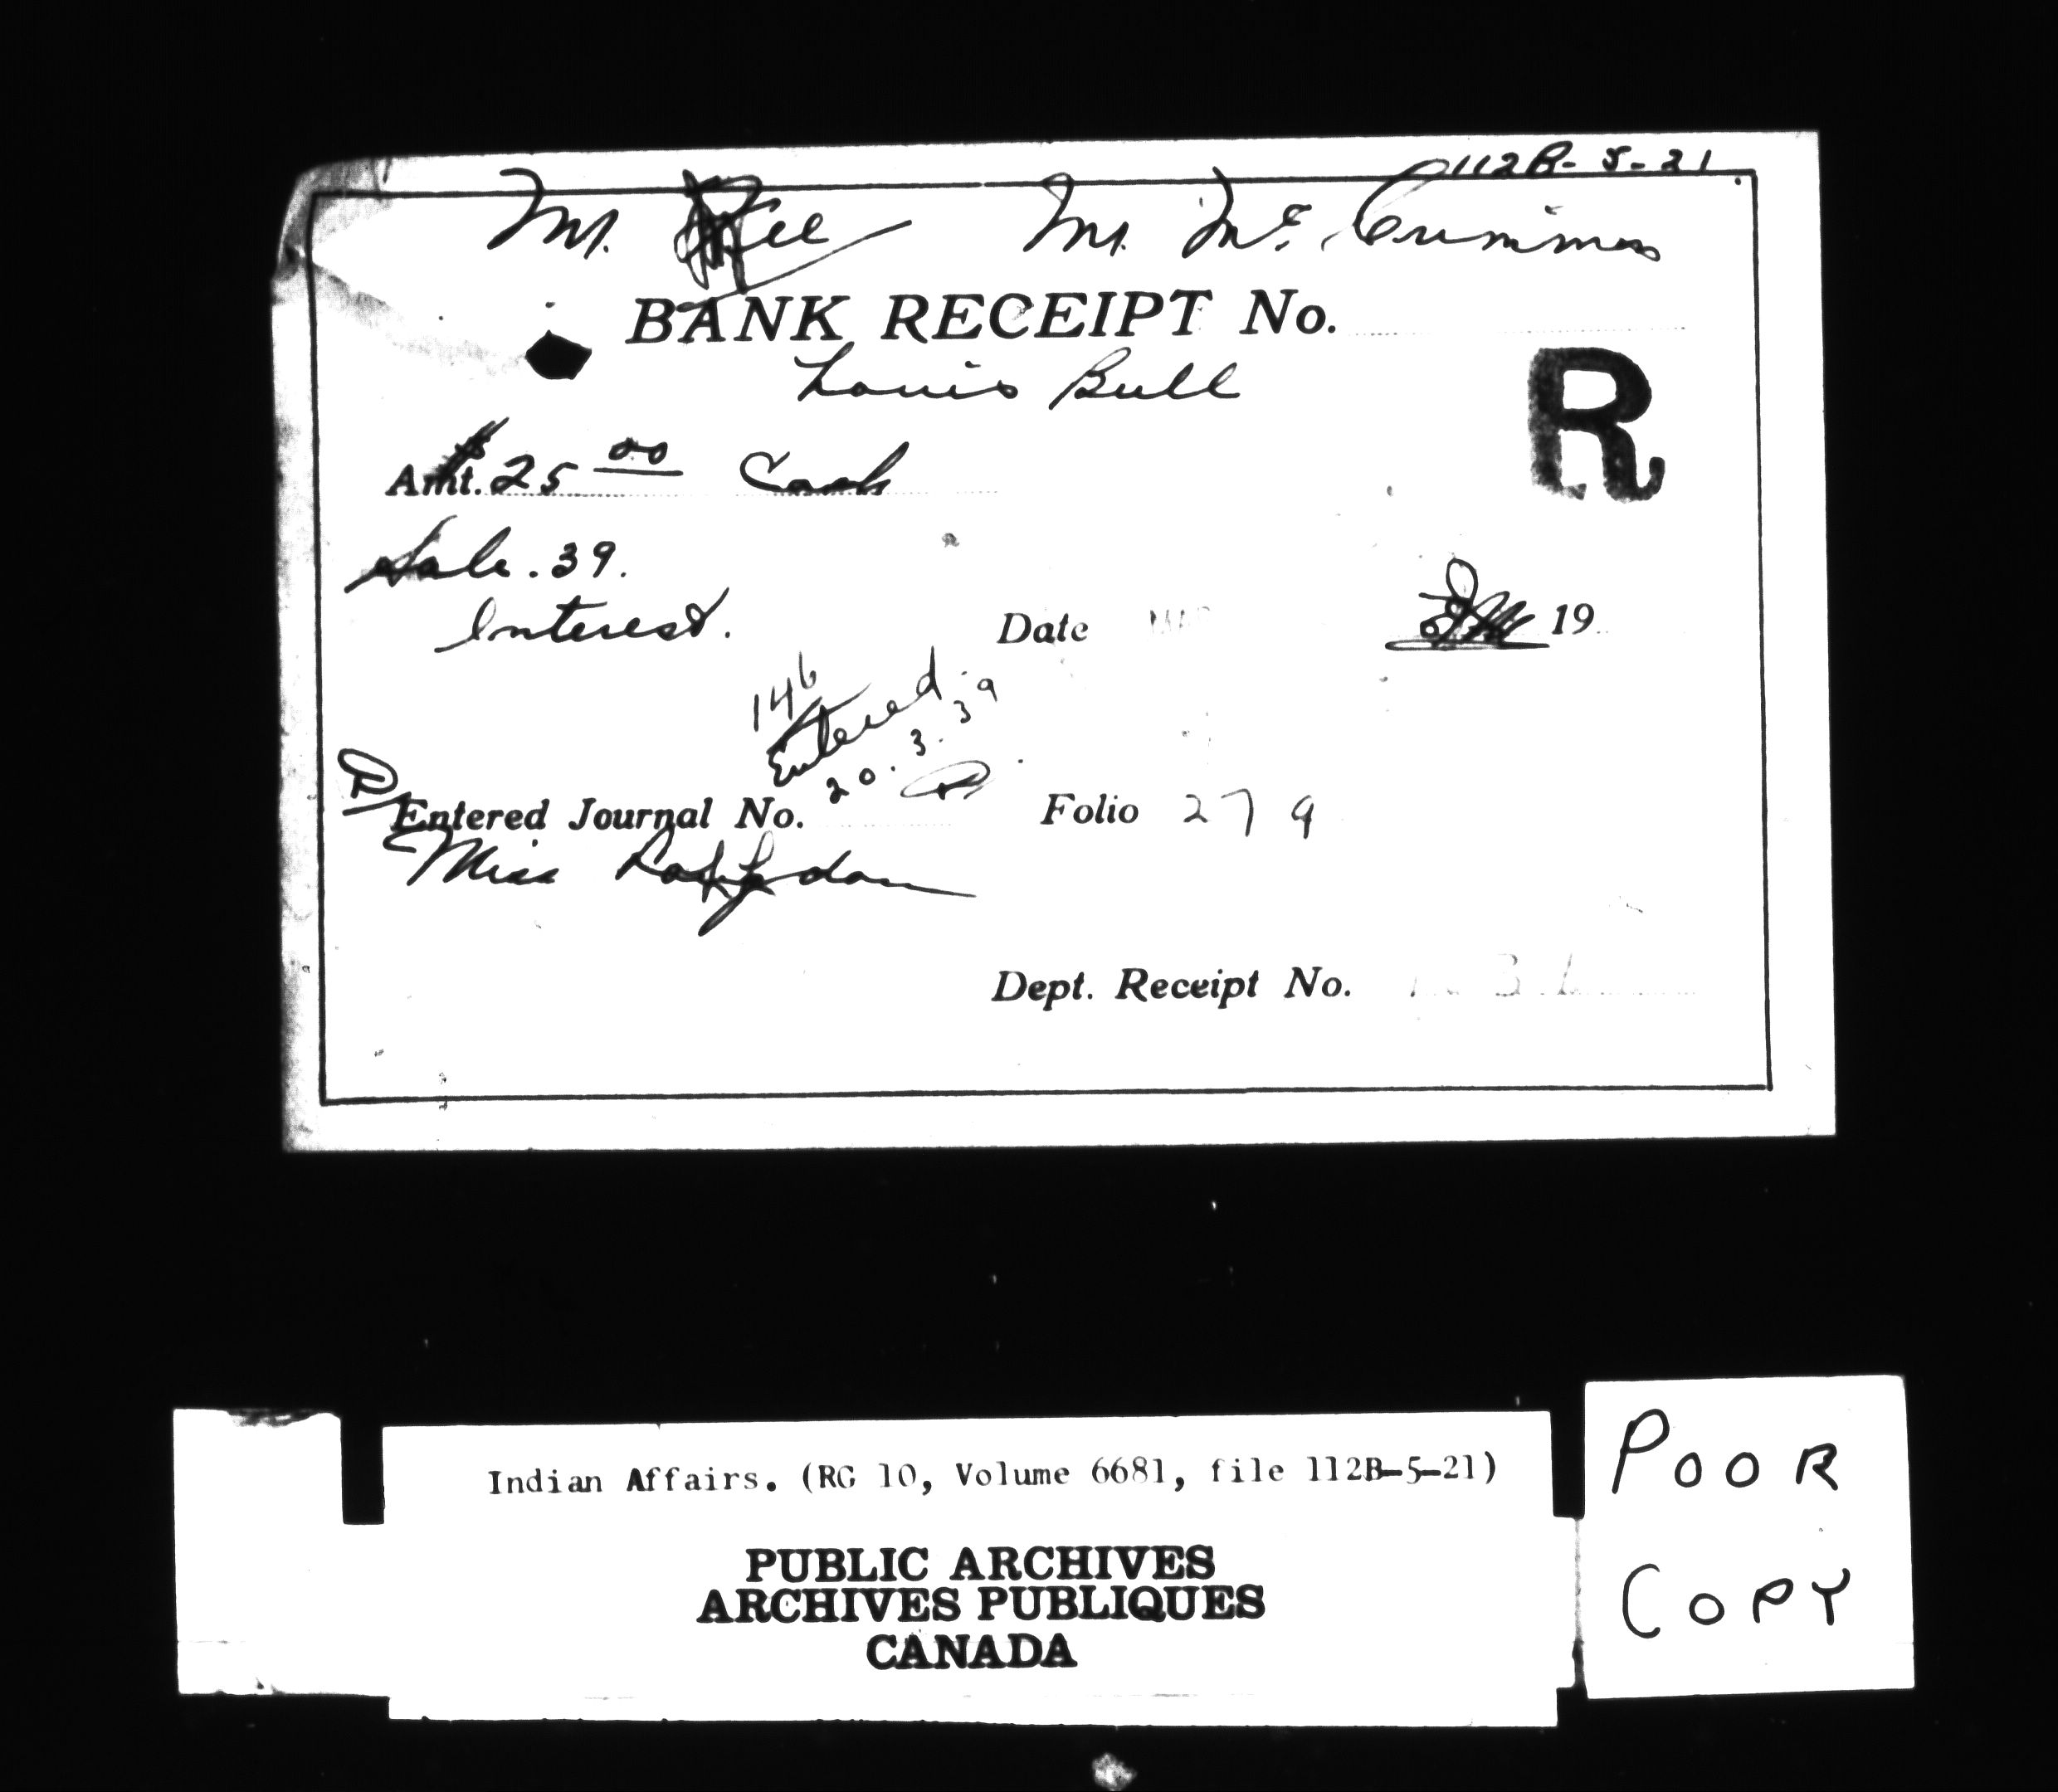 112B-5-21
Mr. Mr. McCrimmon
BANK RECEIPT No.
Louis Bull
R
Amt. $25 00 Cash
Sale. 39.
Interest.
Date 19
146
Entered
20.3.39
Entered Journal No. Folio 279
Miss
Dept. Receipt No.
Indian Affairs. (RG 10, Volume 6681, file 112B-5-21)
PUBLIC ARCHIVES
ARCHIVES PUBLIQUES
CANADA
POOR
COPY